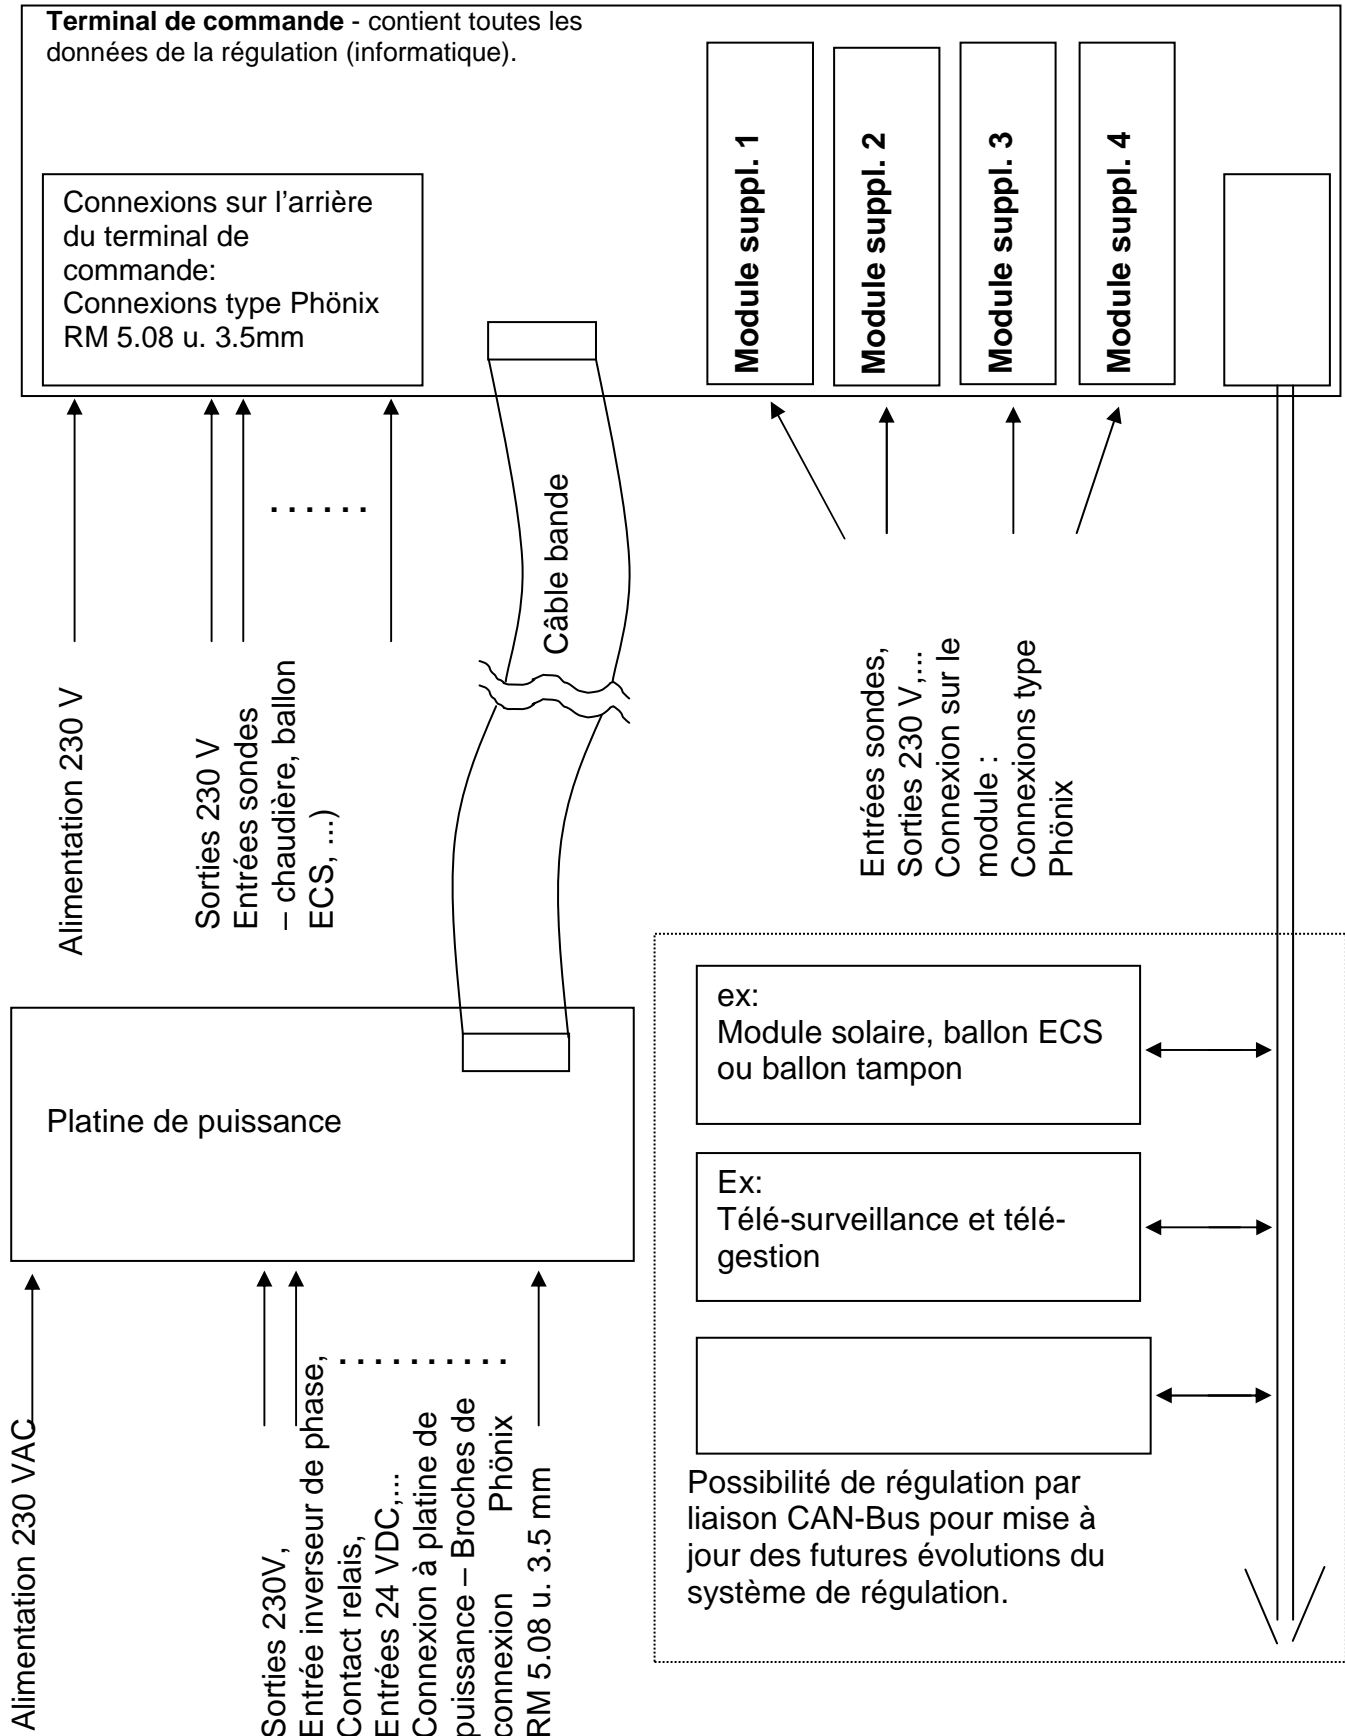 Terminal de commande - contient toutes les
données de la régulation (informatique).
Connexions sur l'arrière
du terminal de
commande:
Connexions type Phönix
RM 5.08 u. 3.5mm
Module suppl. 1
Module suppl. 2
Module suppl. 3
Module suppl. 4
......
Câble bande
Alimentation 230 V
Sorties 230 V
Entrées sondes
– chaudière, ballon
ECS, ...)
Entrées sondes,
Sorties 230 V,...
Connexion sur le
module :
Connexions type
Phönix
Platine de puissance
ex:
Module solaire, ballon ECS
ou ballon tampon
Ex:
Télé-surveillance et télé-
gestion
Possibilité de régulation par
liaison CAN-Bus pour mise à
jour des futures évolutions du
système de régulation.
Alimentation 230 VAC
..........
Sorties 230V,
Entrée inverseur de phase,
Contact relais,
Entrées 24 VDC,...
Connexion à platine de
puissance – Broches de
connexion Phönix
RM 5.08 u. 3.5 mm